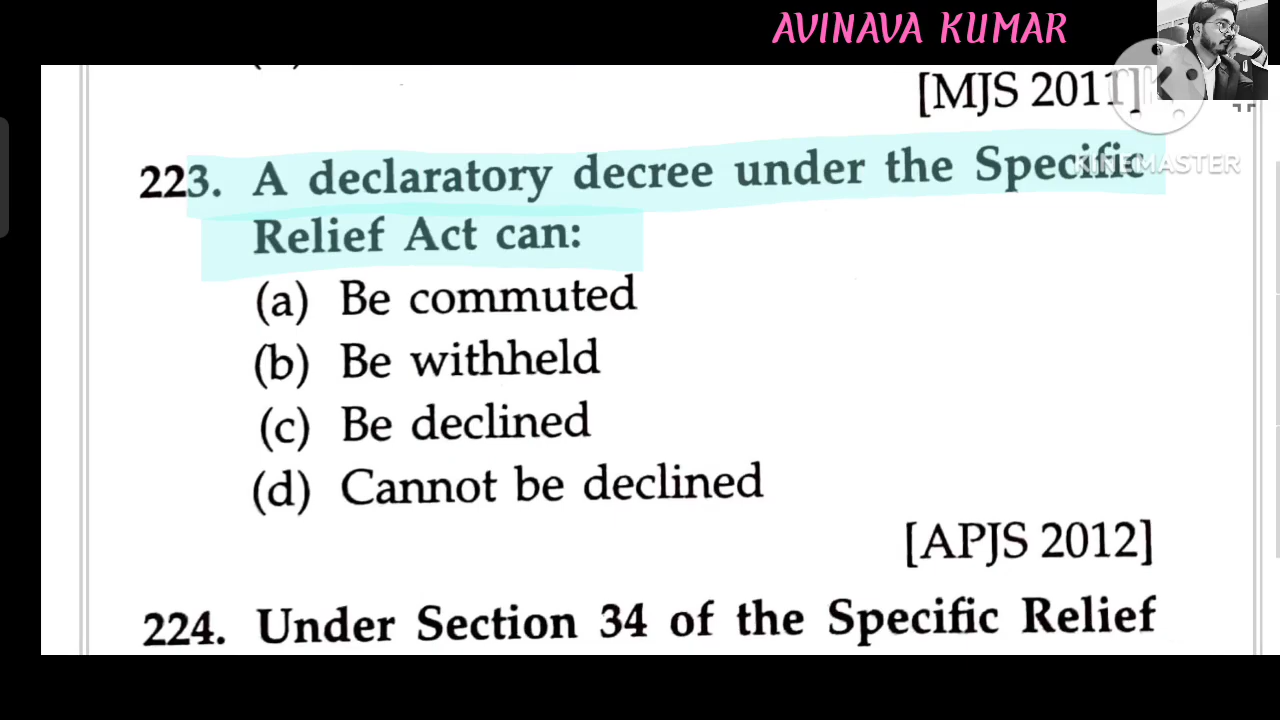 AVINAVA KUMAR
[MJS 2011]
KINEMASTER
223. A declaratory decree under the Specific
Relief Act can:
(a) Be commuted
(b) Be withheld
(c) Be declined
(d) Cannot be declined
[APJS 2012]
224. Under Section 34 of the Specific Relief